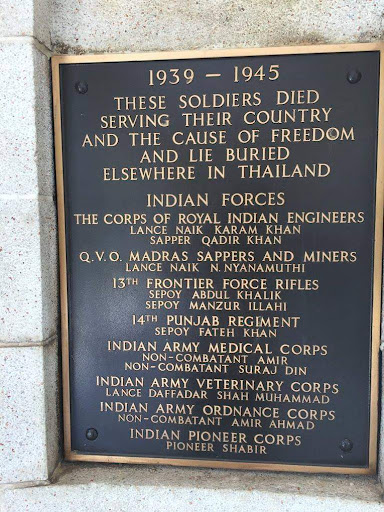 1939 – 1945
THESE SOLDIERS DIED
SERVING THEIR COUNTRY
AND THE CAUSE OF FREEDOM
AND LIE BURIED
ELSEWHERE IN THAILAND
INDIAN FORCES
THE CORPS OF ROYAL INDIAN ENGINEERS
LANCE NAIK KARAM KHAN
SAPPER QADIR KHAN
Q.V.O. MADRAS SAPPERS AND MINERS
LANCE NAIK N. NYANAMUTHI
13TH FRONTIER FORCE RIFLES
SEPOY ABDUL KHALIK
SEPOY MANZUR ILLAHI
14TH PUNJAB REGIMENT
SEPOY FATEH KHAN
INDIAN ARMY MEDICAL CORPS
NON-COMBATANT AMIR
NON-COMBATANT SURAJ DIN
INDIAN ARMY VETERINARY CORPS
LANCE DAFFADAR SHAH MUHAMMAD
INDIAN ARMY ORDNANCE CORPS
NON-COMBATANT AMIR AHMAD
INDIAN PIONEER CORPS
PIONEER SHABIR